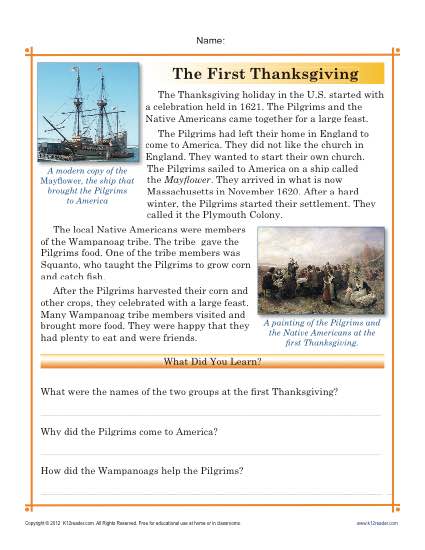 Name:
The First Thanksgiving
The Thanksgiving holiday in the U.S. started with
a celebration held in 1621. The Pilgrims and the
Native Americans came together for a large feast.
The Pilgrims had left their home in England to
come to America. They did not like the church in
England. They wanted to start their own church.
The Pilgrims sailed to America on a ship called
the Mayflower. They arrived in what is now
Massachusetts in November 1620. After a hard
winter, the Pilgrims started their settlement. They
called it the Plymouth Colony.
A modern copy of the
Mayflower, the ship that
brought the Pilgrims
to America
The local Native Americans were members
of the Wampanoag tribe. The tribe gave the
Pilgrims food. One of the tribe members was
Squanto, who taught the Pilgrims to grow corn
and catch fish.
After the Pilgrims harvested their corn and
other crops, they celebrated with a large feast.
Many Wampanoag tribe members visited and
brought more food. They were happy that they
had plenty to eat and were friends.
A painting of the Pilgrims and
the Native Americans at the
first Thanksgiving.
What Did You Learn?
What were the names of the two groups at the first Thanksgiving?
Why did the Pilgrims come to America?
How did the Wampanoags help the Pilgrims?
Copyright © 2012 K12reader.com. All Rights Reserved. Free for educational use at home or in classrooms.
www.k12reader.com